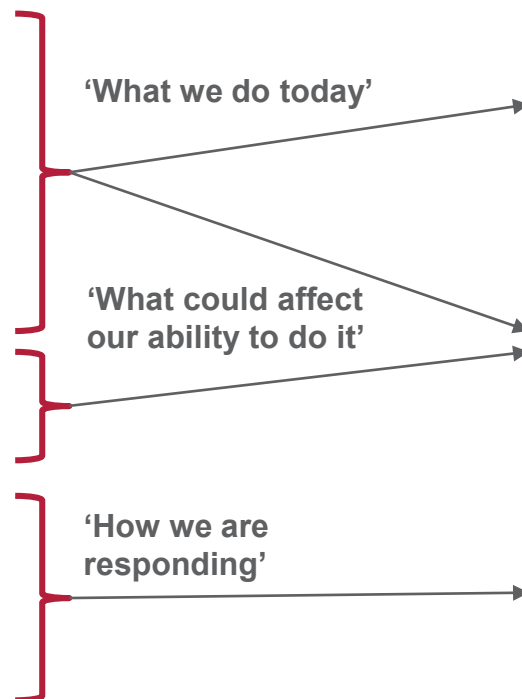 ‘What we do today’
‘What could affect
our ability to do it’
‘How we are
responding’